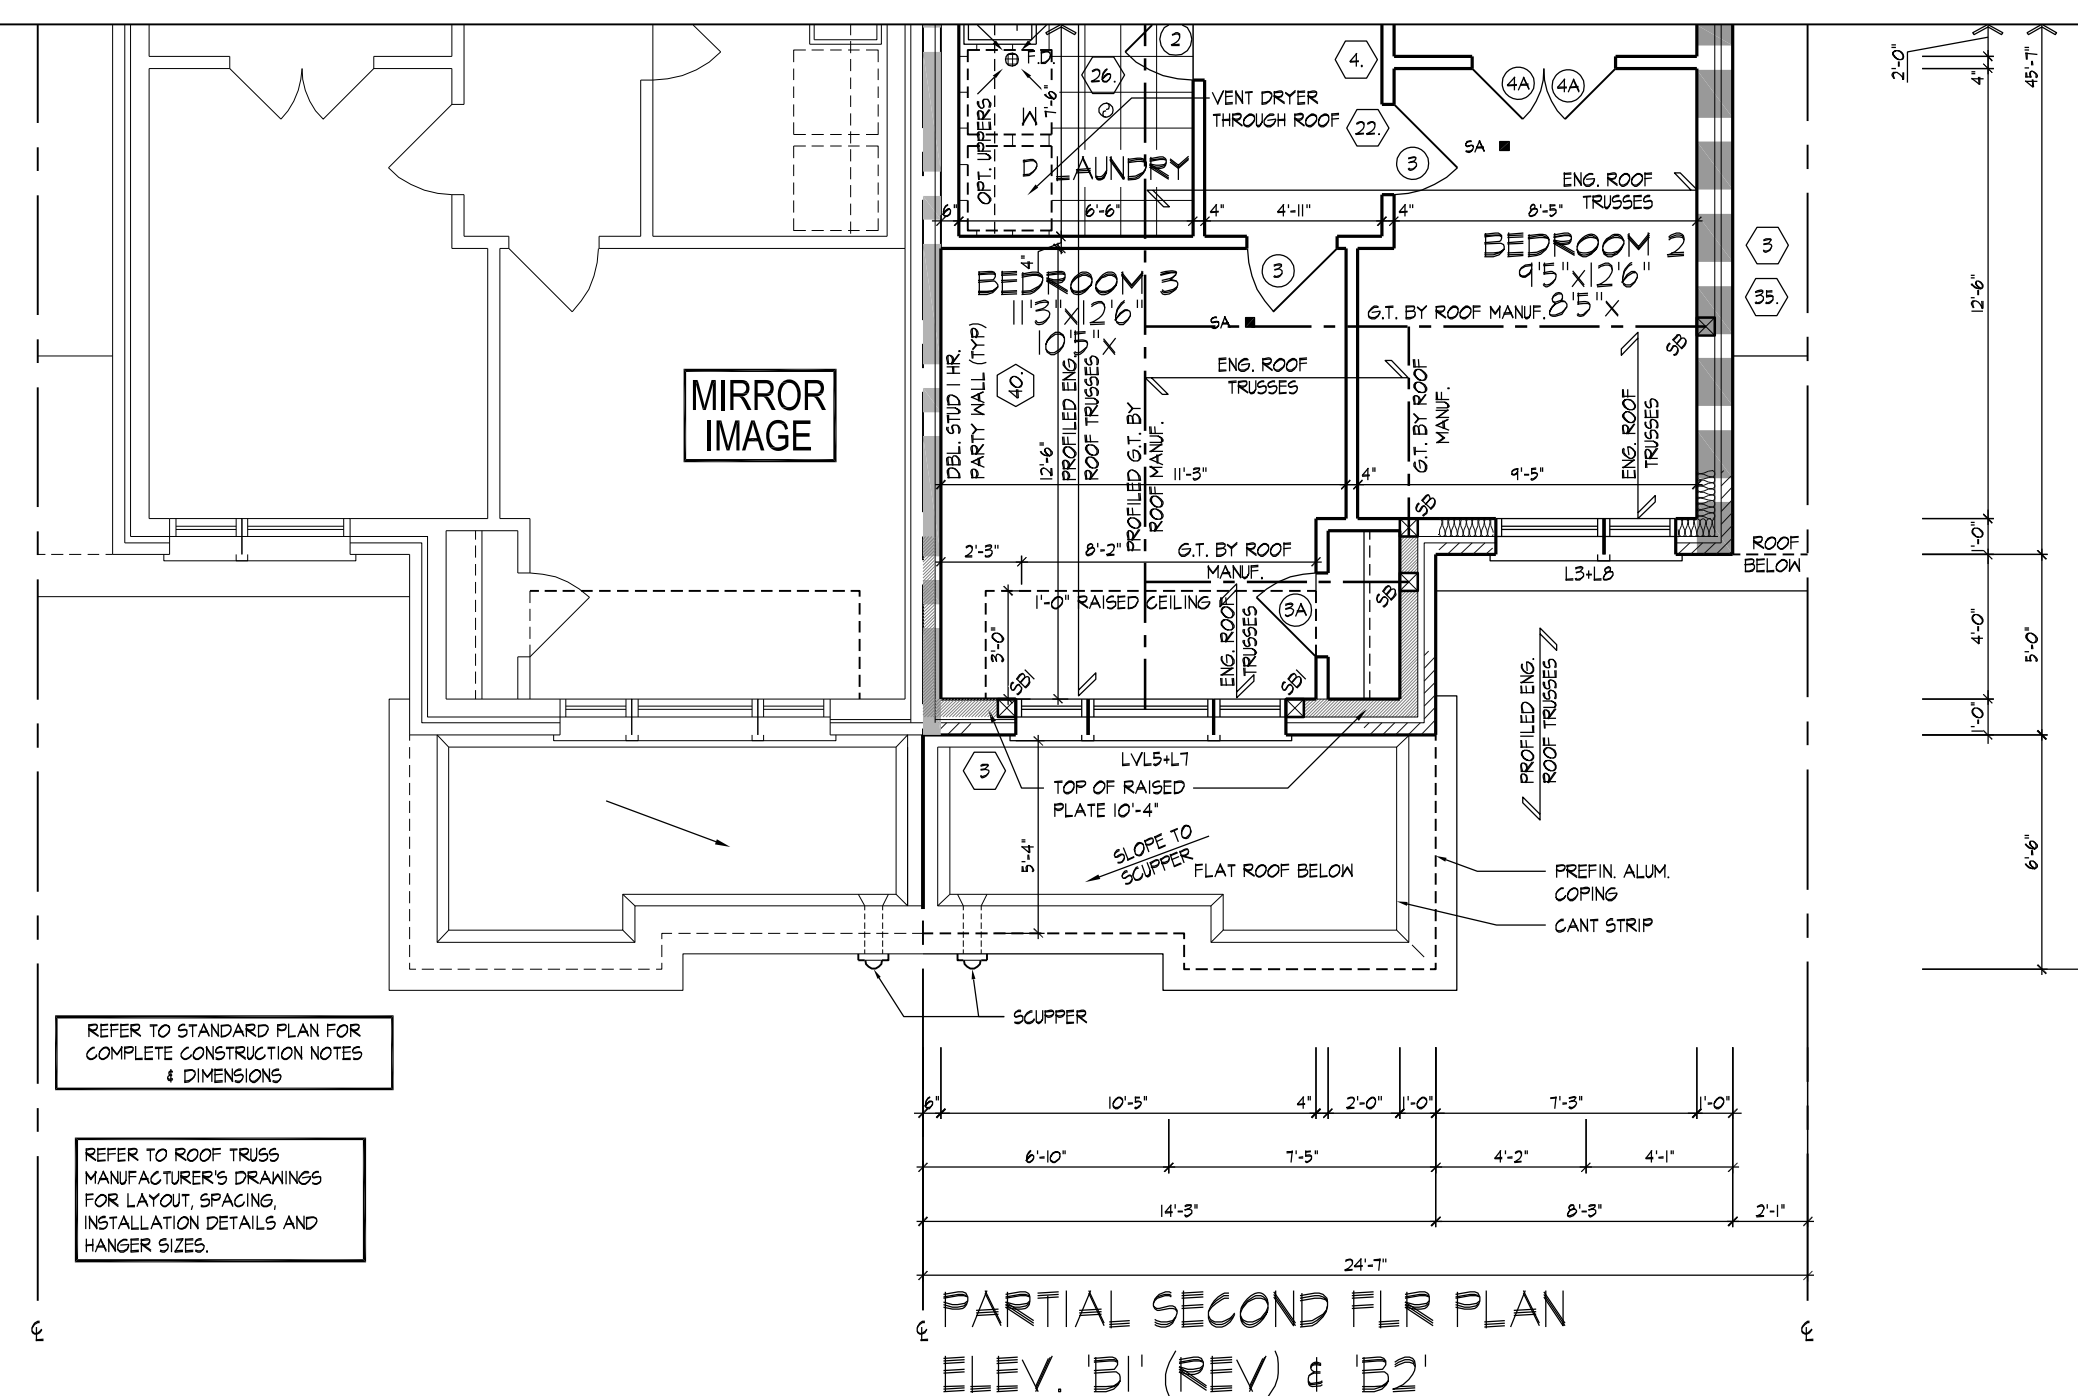 F.D.
2
26.
4.
4A
4A
2'-0"
4"
45'-7"
OPT. UPPERS
W
7'-6"
VENT DRYER
THROUGH ROOF
22.
3
SA
D LAUNDRY
ENG. ROOF
TRUSSES
6"
6'-6"
4"
4'-11"
4"
8'-5"
4"
BEDROOM 3
11'3"x12'6"
10'5"x
3
BEDROOM 2
9'5"x12'6"
8'5"x
3
35.
12'-6"
SA
G.T. BY ROOF MANUF.
SB
DBL. STUD 1 HR.
PARTY WALL (TYP)
40.
PROFILED ENG.
ROOF TRUSSES
12'-6"
PROFILED G.T. BY
ROOF MANUF.
ENG. ROOF
TRUSSES
G.T. BY ROOF
MANUF.
ENG. ROOF
TRUSSES
MIRROR
IMAGE
11'-3"
4"
9'-5"
SB
2'-3"
8'-2"
G.T. BY ROOF
MANUF.
SB
L3+L8
ROOF
BELOW
1'-0"
1'-0" RAISED CEILING
3A
3'-0"
ENG. ROOF
TRUSSES
4'-0"
5'-0"
SB1
SB1
PROFILED ENG.
ROOF TRUSSES
1'-0"
3
LVL5+L7
TOP OF RAISED
PLATE 10'-4"
5'-4"
SLOPE TO
SCUPPER
FLAT ROOF BELOW
6'-6"
PREFIN. ALUM.
COPING
CANT STRIP
SCUPPER
REFER TO STANDARD PLAN FOR
COMPLETE CONSTRUCTION NOTES
& DIMENSIONS
REFER TO ROOF TRUSS
MANUFACTURER'S DRAWINGS
FOR LAYOUT, SPACING,
INSTALLATION DETAILS AND
HANGER SIZES.
6"
10'-5"
4"
2'-0"
1'-0"
7'-3"
1'-0"
6'-10"
7'-5"
4'-2"
4'-1"
14'-3"
8'-3"
2'-1"
24'-7"
PARTIAL SECOND FLR PLAN
ELEV. 'B1' (REV) & 'B2'